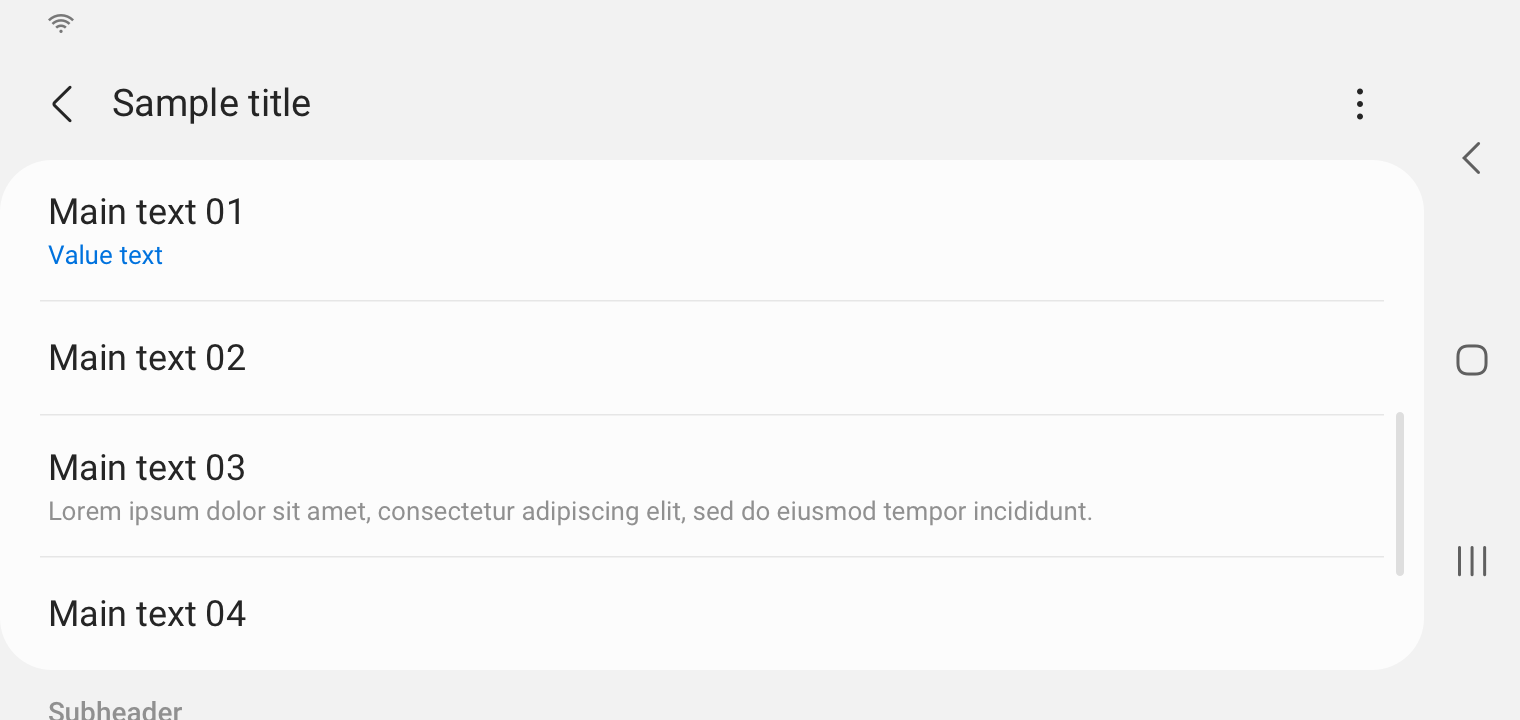 Sample title
Main text 01
Value text
Main text 02
Main text 03
Lorem ipsum dolor sit amet, consectetur adipiscing elit, sed do eiusmod tempor incididunt.
Main text 04
Subheader